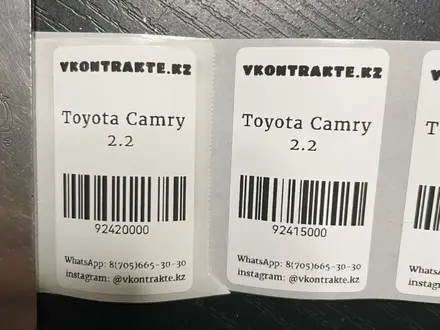 VKONTRAKTE.KZ
Toyota Camry
2.2
92420000
WhatsApp: 8(705)665-30-30
instagram: @vkontrakte.kz
VKONTRAKTE.KZ
Toyota Camry
2.2
92415000
WhatsApp: 8(705)665-30-30
instagram: @vkontrakte.kz